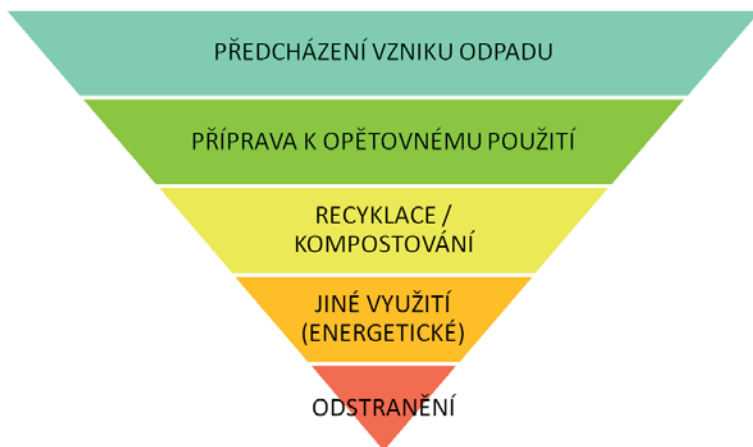 PŘEDCHÁZENÍ VZNIKU ODPADU
PŘÍPRAVA K OPĚTOVNÉMU POUŽITÍ
RECYKLACE /
KOMPOSTOVÁNÍ
JINÉ VYUŽITÍ
(ENERGETICKÉ)
ODSTRANĚNÍ